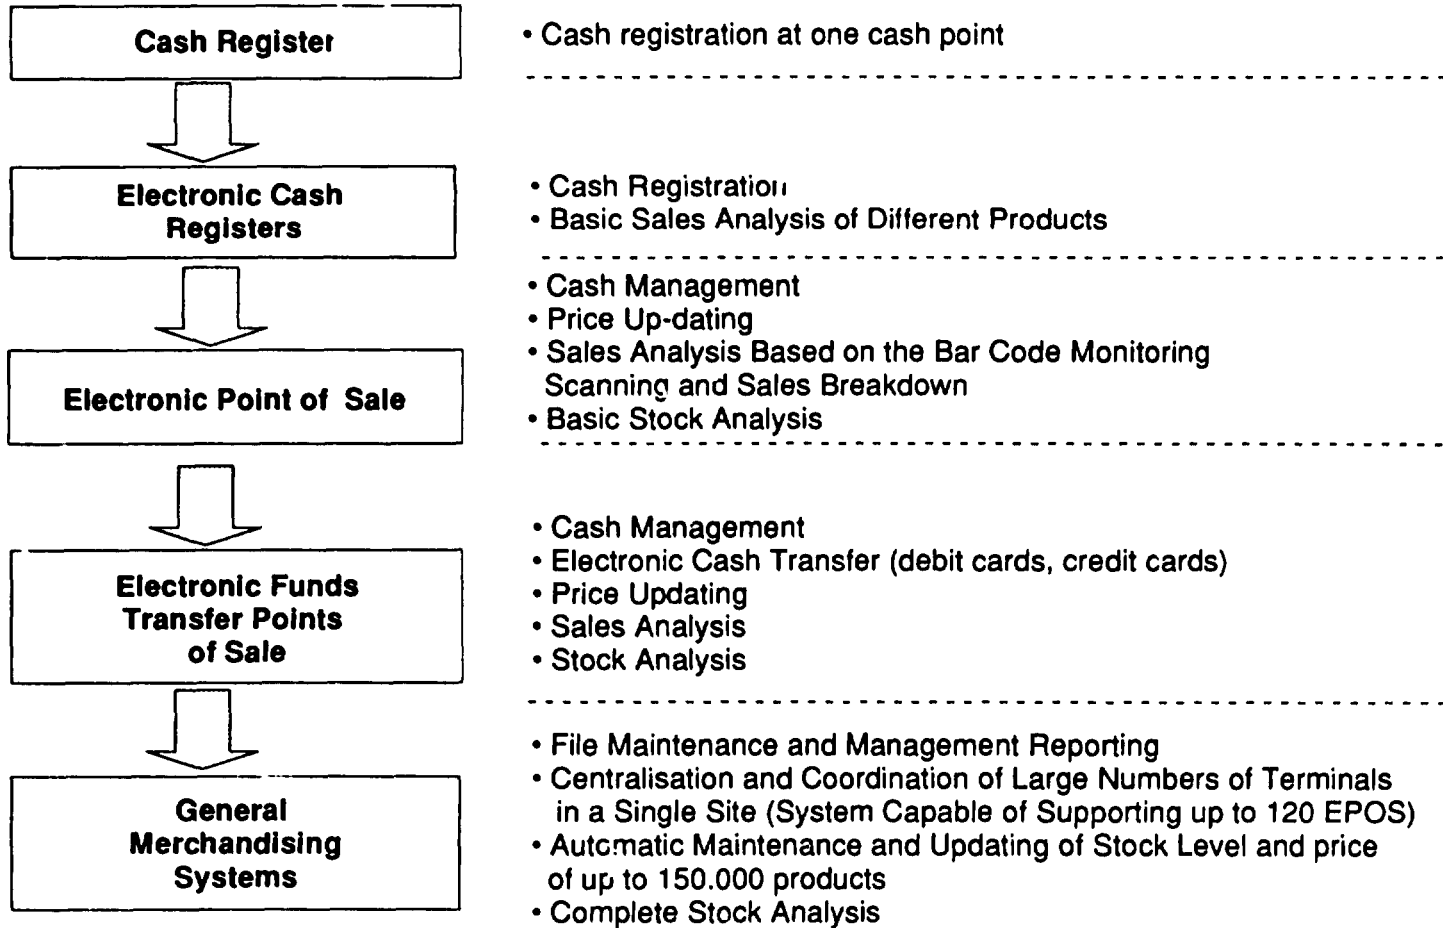 Cash Register
• Cash registration at one cash point
Electronic Cash
Registers
• Cash Registration
• Basic Sales Analysis of Different Products
Electronic Point of Sale
• Cash Management
• Price Up-dating
• Sales Analysis Based on the Bar Code Monitoring
Scanning and Sales Breakdown
• Basic Stock Analysis
Electronic Funds
Transfer Points
of Sale
• Cash Management
• Electronic Cash Transfer (debit cards, credit cards)
• Price Updating
• Sales Analysis
• Stock Analysis
General
Merchandising
Systems
• File Maintenance and Management Reporting
• Centralisation and Coordination of Large Numbers of Terminals
in a Single Site (System Capable of Supporting up to 120 EPOS)
• Automatic Maintenance and Updating of Stock Level and price
of up to 150.000 products
• Complete Stock Analysis